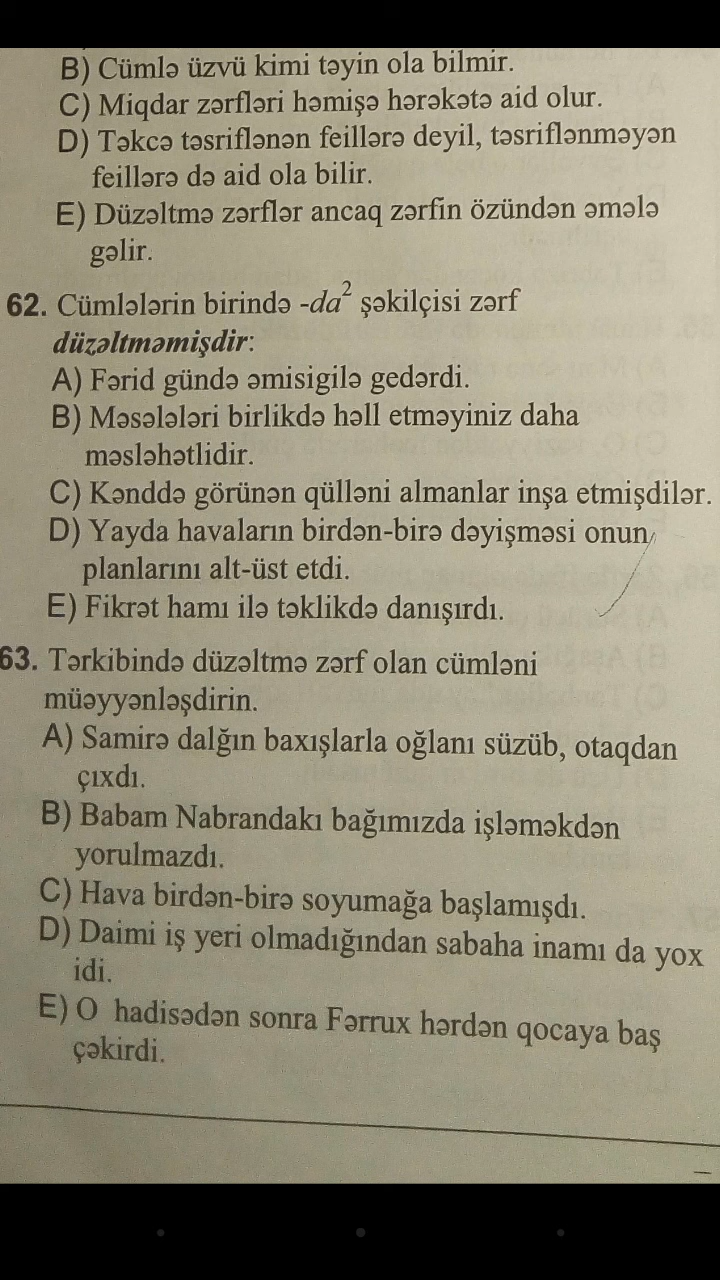 B) Cümlə üzvü kimi təyin ola bilmir.
C) Miqdar zərfləri həmişə hərəkətə aid olur.
D) Təkcə təsriflənən feillərə deyil, təsriflənməyən
feillərə də aid ola bilir.
E) Düzəltmə zərflər ancaq zərfin özündən əmələ
gəlir.
62. Cümlələrin birində -da² şəkilçisi zərf
düzəltməmişdir:
A) Fərid gündə əmisigilə gedərdi.
B) Məsələləri birlikdə həll etməyiniz daha
məsləhətlidir.
C) Kənddə görünən qülləni almanlar inşa etmişdilər.
D) Yayda havaların birdən-birə dəyişməsi onun
planlarını alt-üst etdi.
E) Fikrət hamı ilə təklikdə danışırdı.
63. Tərkibində düzəltmə zərf olan cümləni
müəyyənləşdirin.
A) Samirə dalğın baxışlarla oğlanı süzüb, otaqdan
çıxdı.
B) Babam Nabrandakı bağımızda işləməkdən
yorulmazdı.
C) Hava birdən-birə soyumağa başlamışdı.
D) Daimi iş yeri olmadığından sabaha inamı da yox
idi.
E) O hadisədən sonra Fərrux hərdən qocaya baş
çəkirdi.